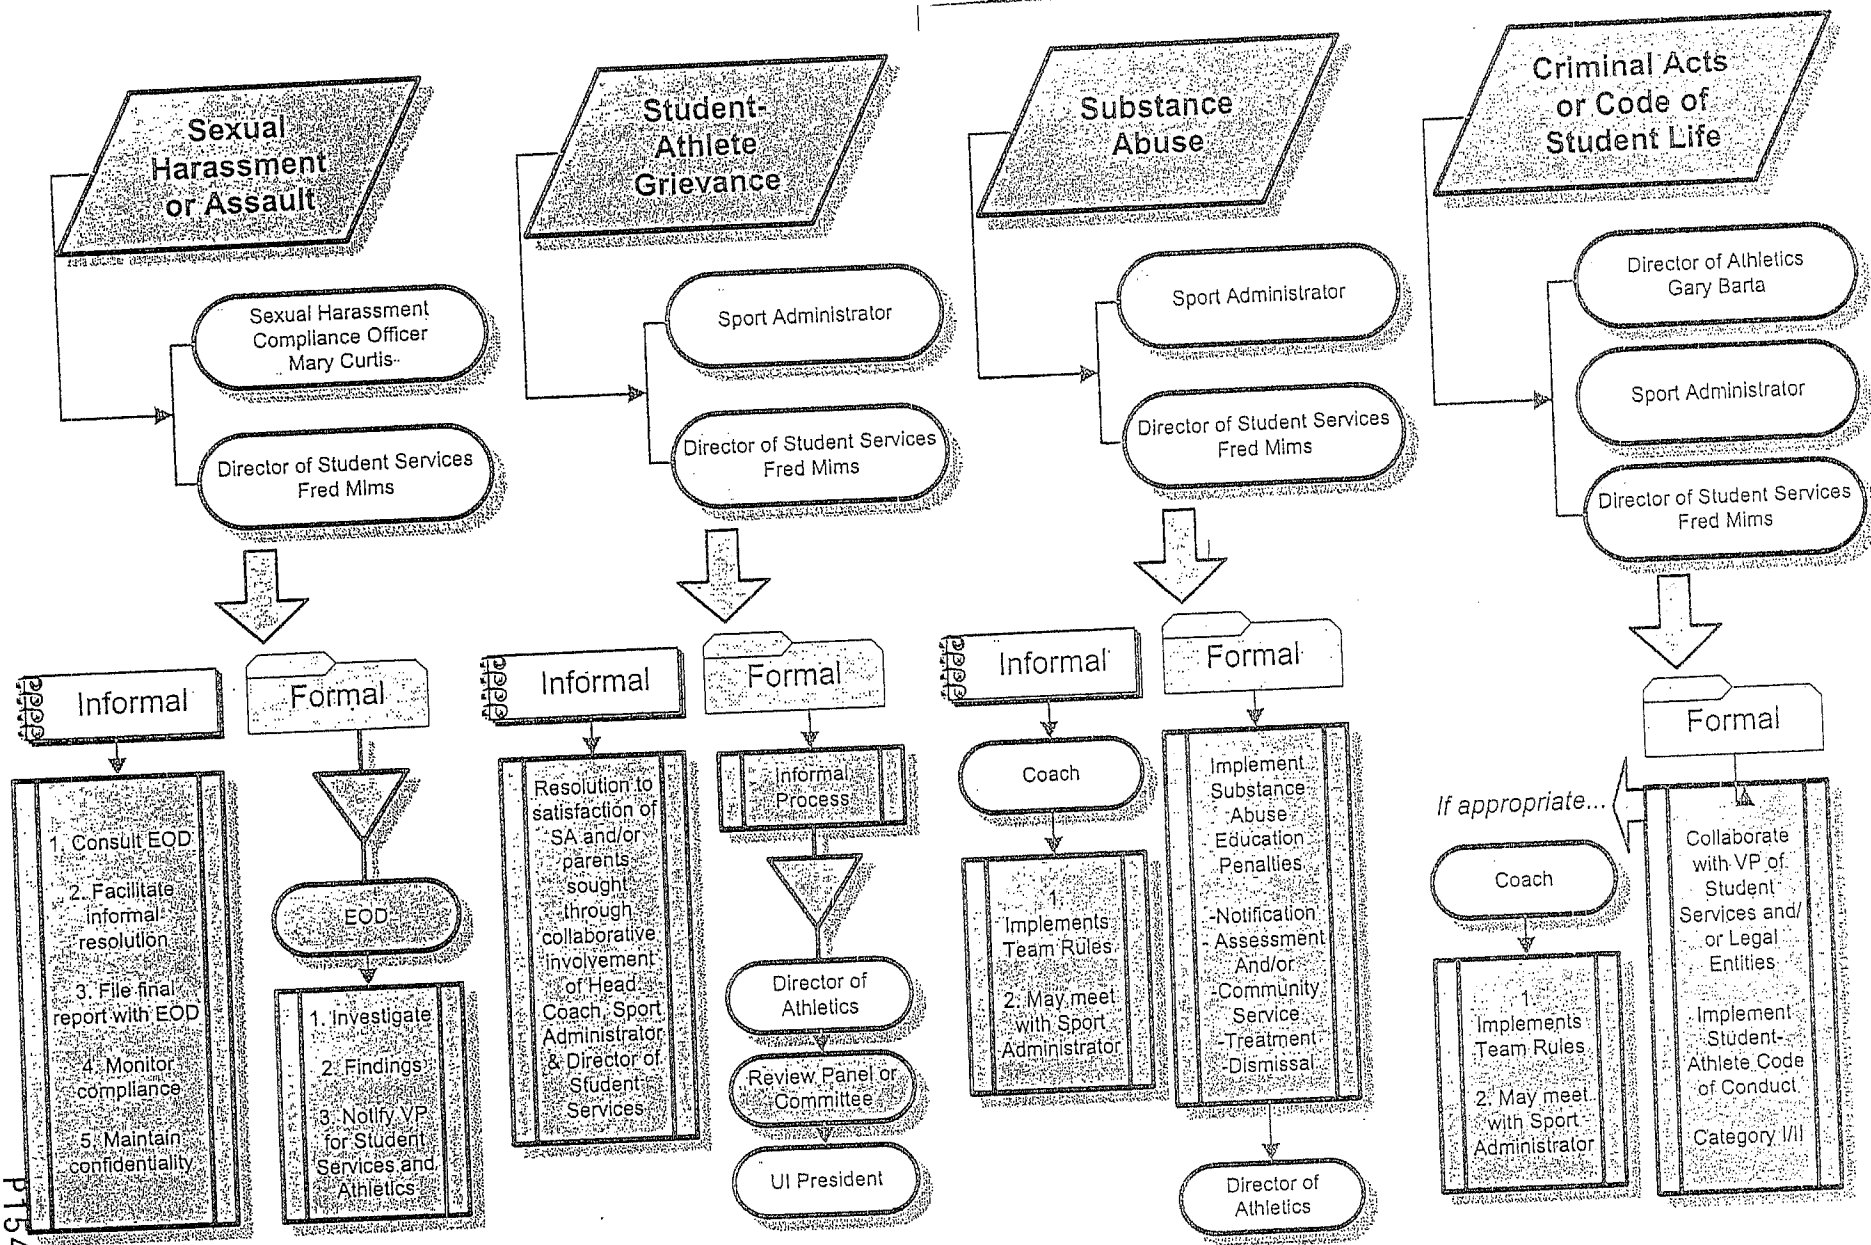 Sexual
Harassment
or Assault
Sexual Harassment
Compliance Officer
Mary Curtis
Director of Student Services
Fred Mims
Informal
1. Consult EOD
2. Facilitate
informal
resolution
3. File final
report with EOD
4. Monitor
compliance
5. Maintain
confidentiality
Formal
EOD
1. Investigate
2. Findings
3. Notify VP
for Student
Services and
Athletics
Student-
Athlete
Grievance
Sport Administrator
Director of Student Services
Fred Mims
Informal
Resolution to
satisfaction of
SA and/or
parents
sought
through
collaborative
involvement
of Head
Coach, Sport
Administrator
& Director of
Student
Services
Formal
Informal
Process
Director of
Athletics
Review Panel or
Committee
UI President
Substance
Abuse
Sport Administrator
Director of Student Services
Fred Mims
Informal
Coach
1.
Implements
Team Rules
2. May meet
with Sport
Administrator
Formal
Implement
Substance
Abuse
Education
Penalties
-Notification
- Assessment
And/or
-Community
Service
-Treatment
-Dismissal
Director of
Athletics
Criminal Acts
or Code of
Student Life
Director of Athletics
Gary Barta
Sport Administrator
Director of Student Services
Fred Mims
Formal
If appropriate...
Coach
1.
Implements
Team Rules
2. May meet
with Sport
Administrator
Collaborate
with VP of
Student
Services and/
or Legal
Entities
Implement
Student-
Athlete Code
of Conduct
Category I/II